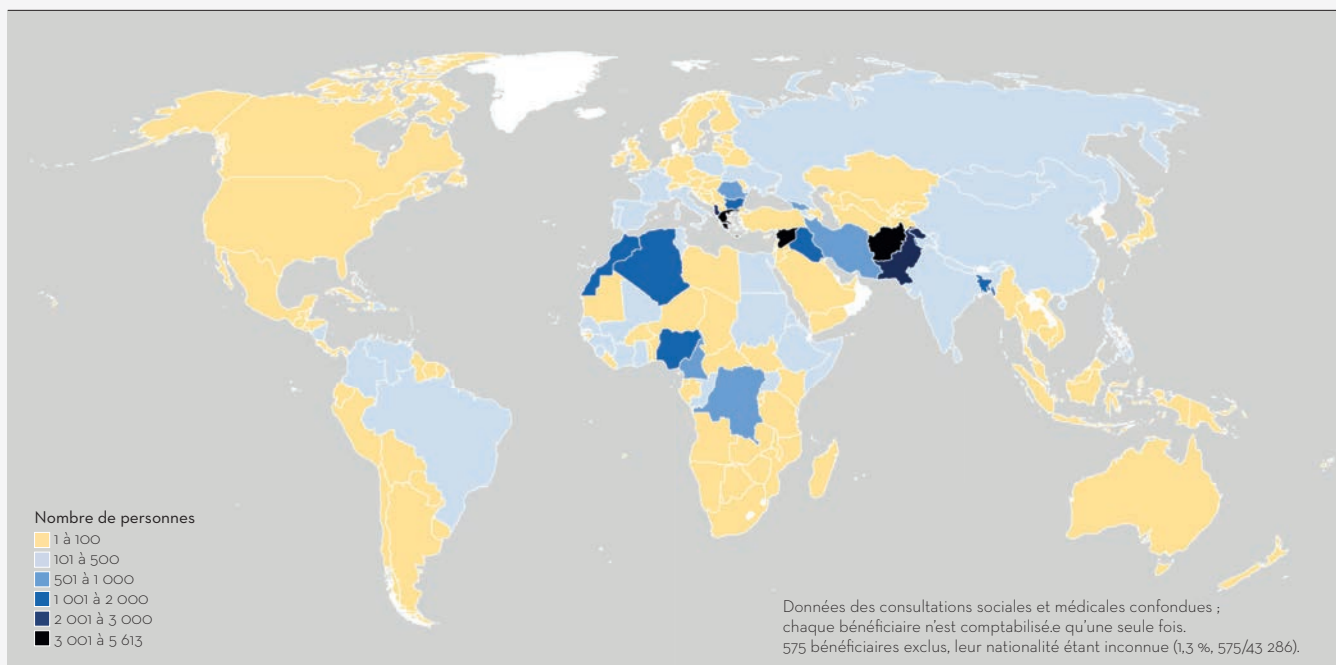 Nombre de personnes
1 à 100
101 à 500
501 à 1 000
1 001 à 2 000
2 001 à 3 000
3 001 à 5 613
Données des consultations sociales et médicales confondues ;
chaque bénéficiaire n'est comptabilisé.e qu'une seule fois.
575 bénéficiaires exclus, leur nationalité étant inconnue (1,3 %, 575/43 286).